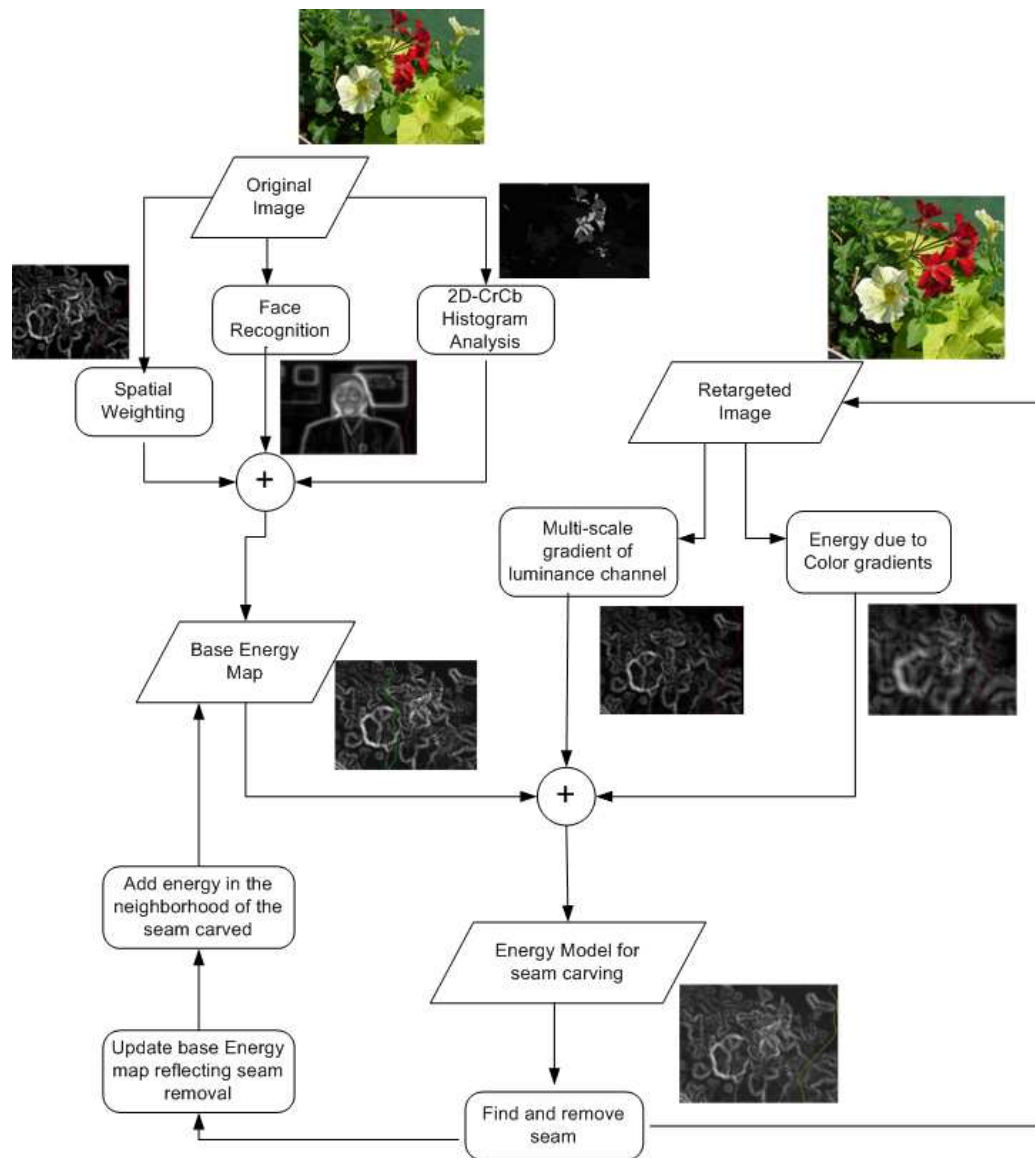 Original
Image
Face
Recognition
2D-CrCb
Histogram
Analysis
Spatial
Weighting
+
Retargeted
Image
Multi-scale
gradient of
luminance channel
Energy due to
Color gradients
Base Energy
Map
+
Add energy in the
neighborhood of the
seam carved
Energy Model for
seam carving
Update base Energy
map reflecting seam
removal
Find and remove
seam